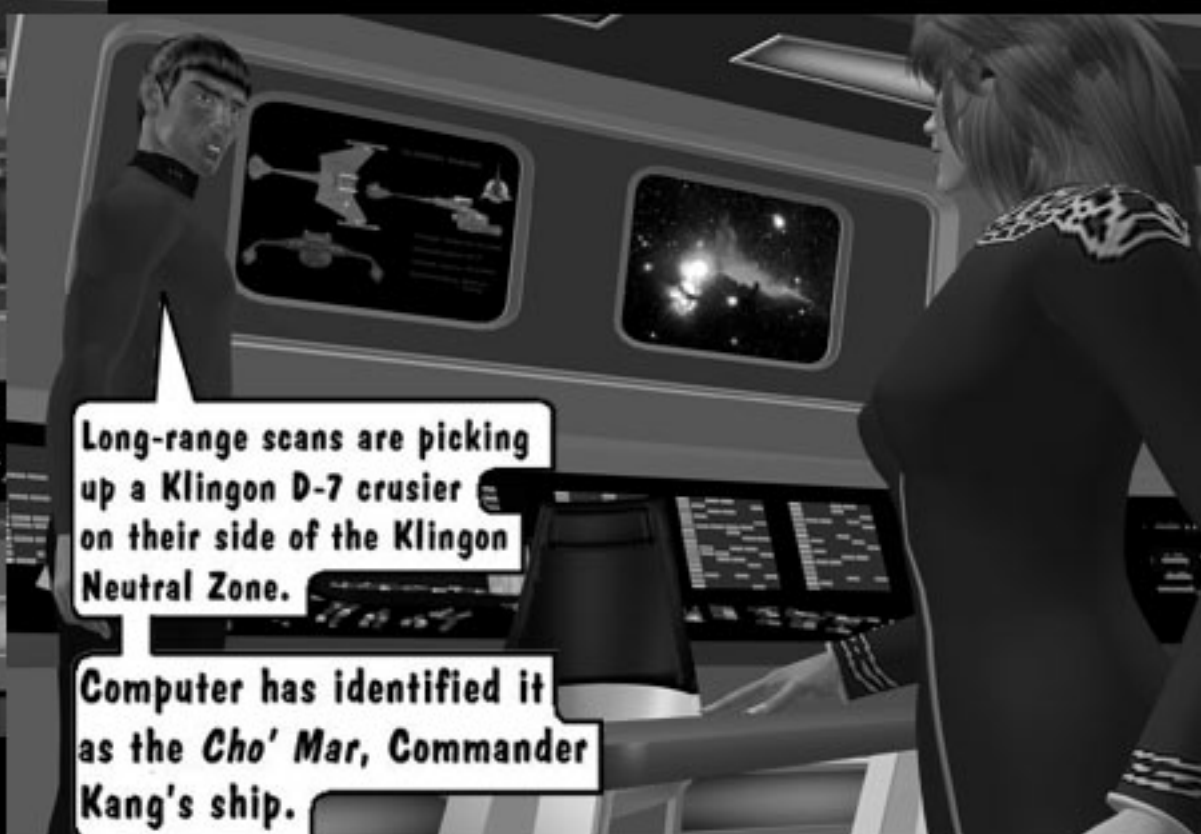 Long-range scans are picking
up a Klingon D-7 crusier
on their side of the Klingon
Neutral Zone.
Computer has identified it
as the Cho' Mar, Commander
Kang's ship.